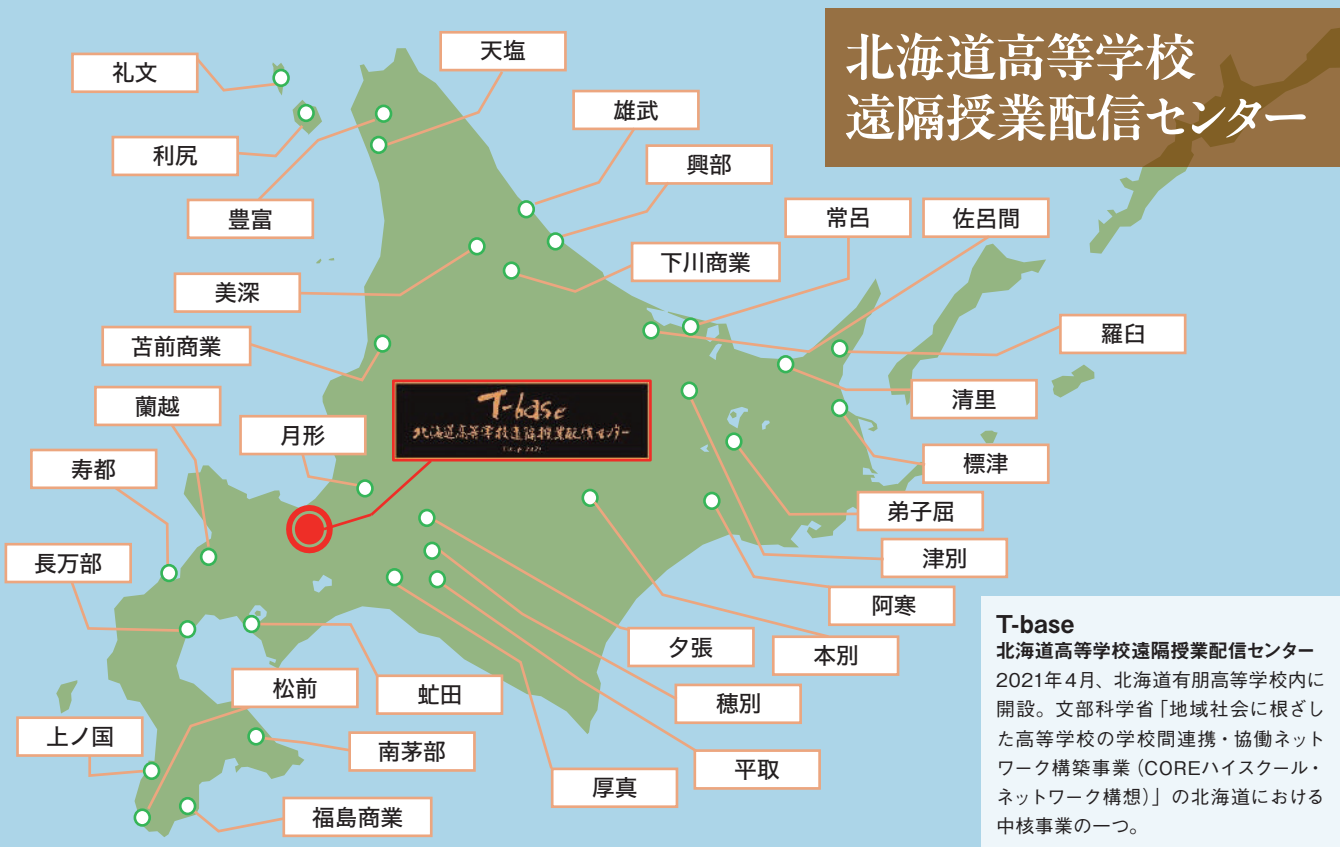 北海道高等学校
遠隔授業配信センター
礼文
天塩
利尻
雄武
興部
豊富
常呂
佐呂間
下川商業
美深
苫前商業
羅臼
蘭越
月形
T-base
北海道高等学校遠隔授業配信センター
清里
寿都
標津
弟子屈
長万部
津別
阿寒
夕張
本別
松前
虻田
穂別
上ノ国
南茅部
平取
厚真
福島商業
T-base
北海道高等学校遠隔授業配信センター
2021年4月、北海道有朋高等学校内に
開設。文部科学省「地域社会に根ざし
た高等学校の学校間連携・協働ネット
ワーク構築事業（COREハイスクール・
ネットワーク構想）」の北海道における
中核事業の一つ。